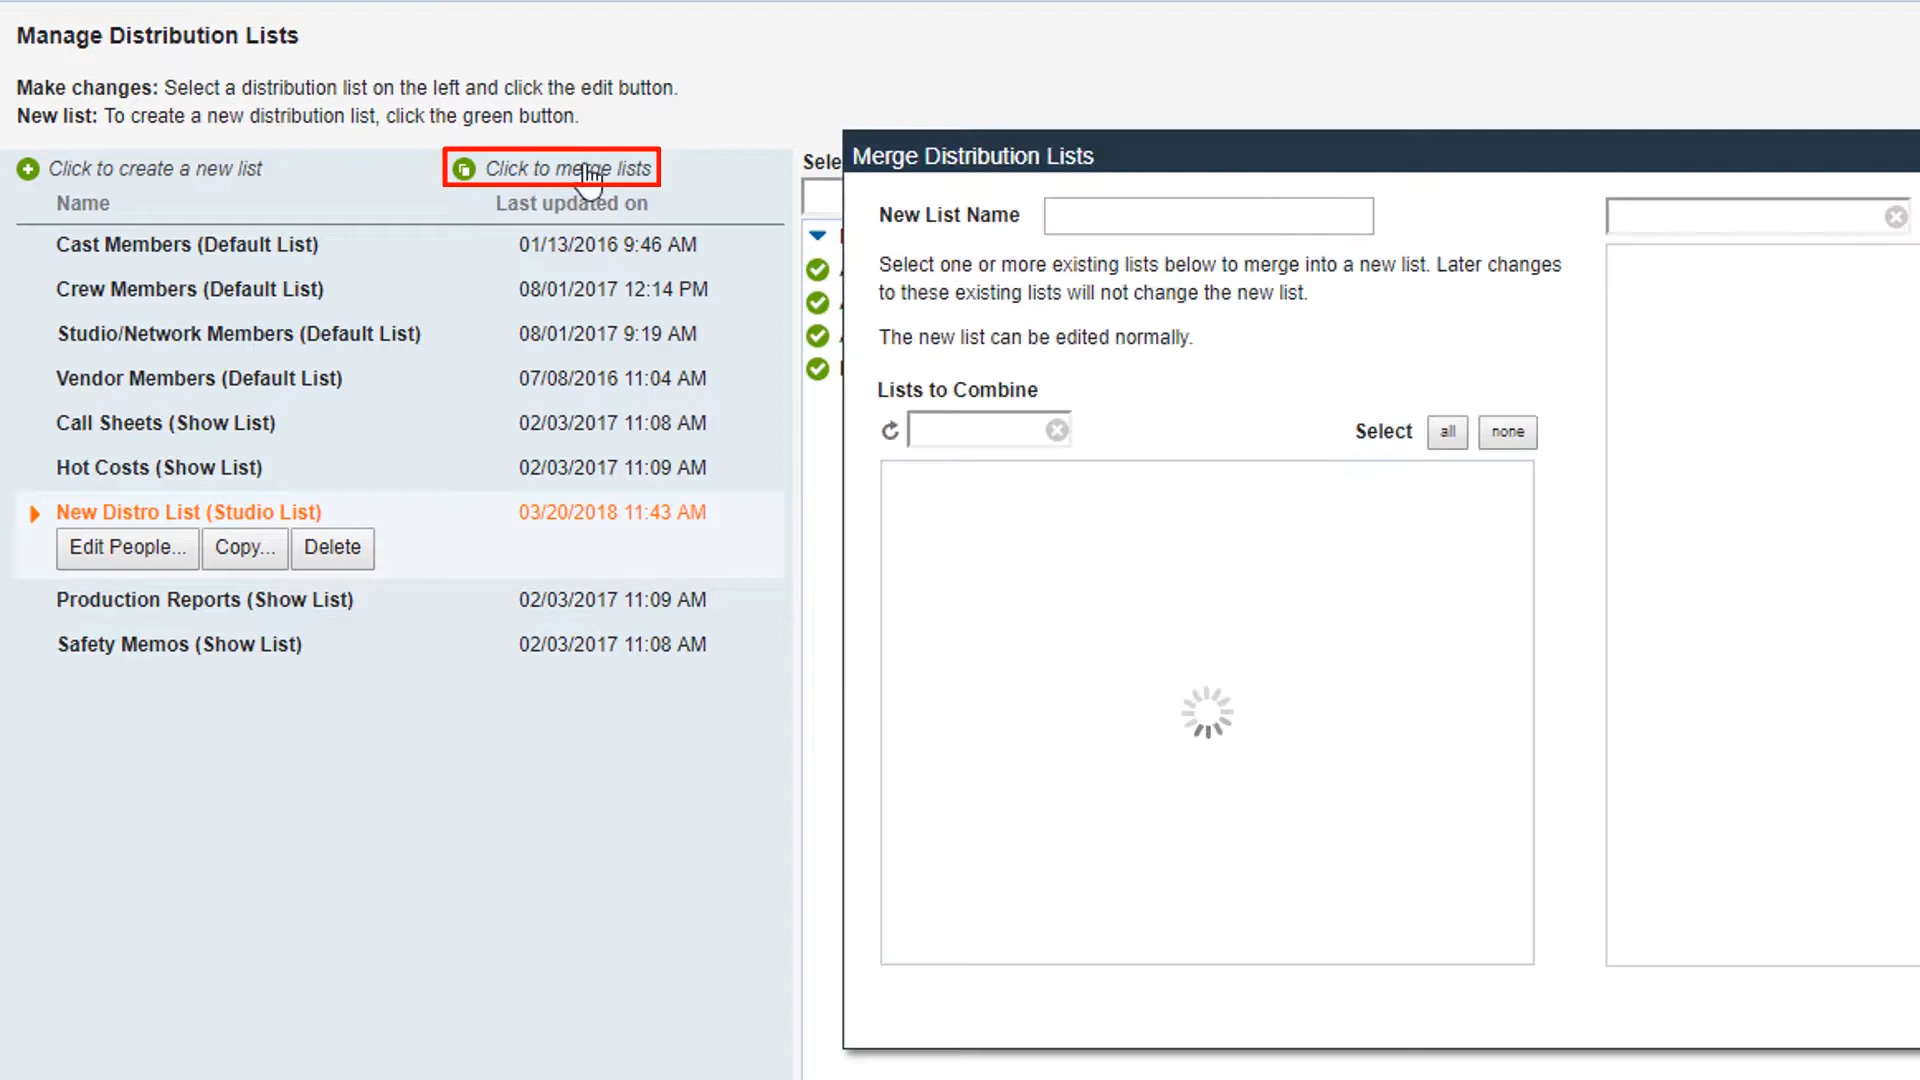 Manage Distribution Lists
Make changes: Select a distribution list on the left and click the edit button.
New list: To create a new distribution list, click the green button.
Click to create a new list
Click to merge lists
Name
Last updated on
Cast Members (Default List)
01/13/2016 9:46 AM
Crew Members (Default List)
08/01/2017 12:14 PM
Studio/Network Members (Default List)
08/01/2017 9:19 AM
Vendor Members (Default List)
07/08/2016 11:04 AM
Call Sheets (Show List)
02/03/2017 11:08 AM
Hot Costs (Show List)
02/03/2017 11:09 AM
New Distro List (Studio List)
03/20/2018 11:43 AM
Edit People...
Copy...
Delete
Production Reports (Show List)
02/03/2017 11:09 AM
Safety Memos (Show List)
02/03/2017 11:08 AM
Merge Distribution Lists
New List Name
Select one or more existing lists below to merge into a new list. Later changes
to these existing lists will not change the new list.
The new list can be edited normally.
Lists to Combine
Select
all
none